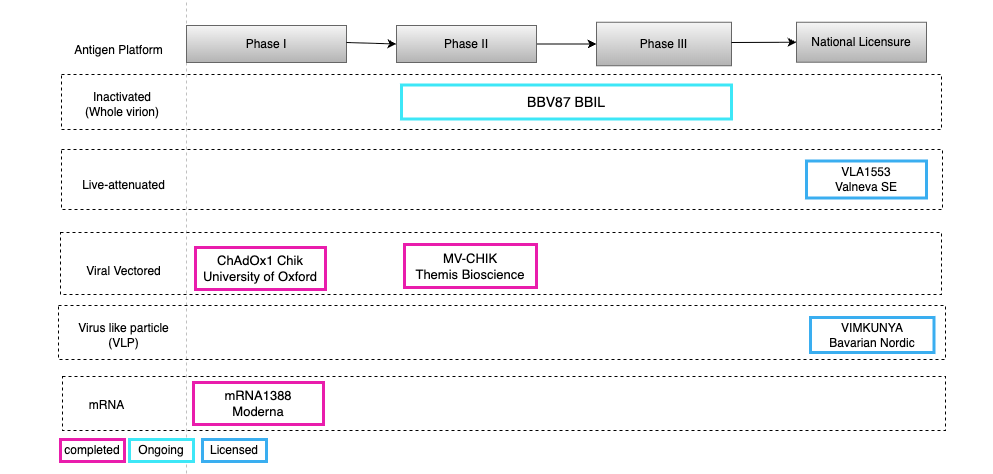 Antigen Platform
Phase I
Phase II
Phase III
National Licensure
Inactivated
(Whole virion)
BBV87 BBIL
Live-attenuated
VLA1553
Valneva SE
Viral Vectored
ChAdOx1 Chik
University of Oxford
MV-CHIK
Themis Bioscience
Virus like particle
(VLP)
VIMKUNYA
Bavarian Nordic
mRNA
mRNA1388
Moderna
completed
Ongoing
Licensed